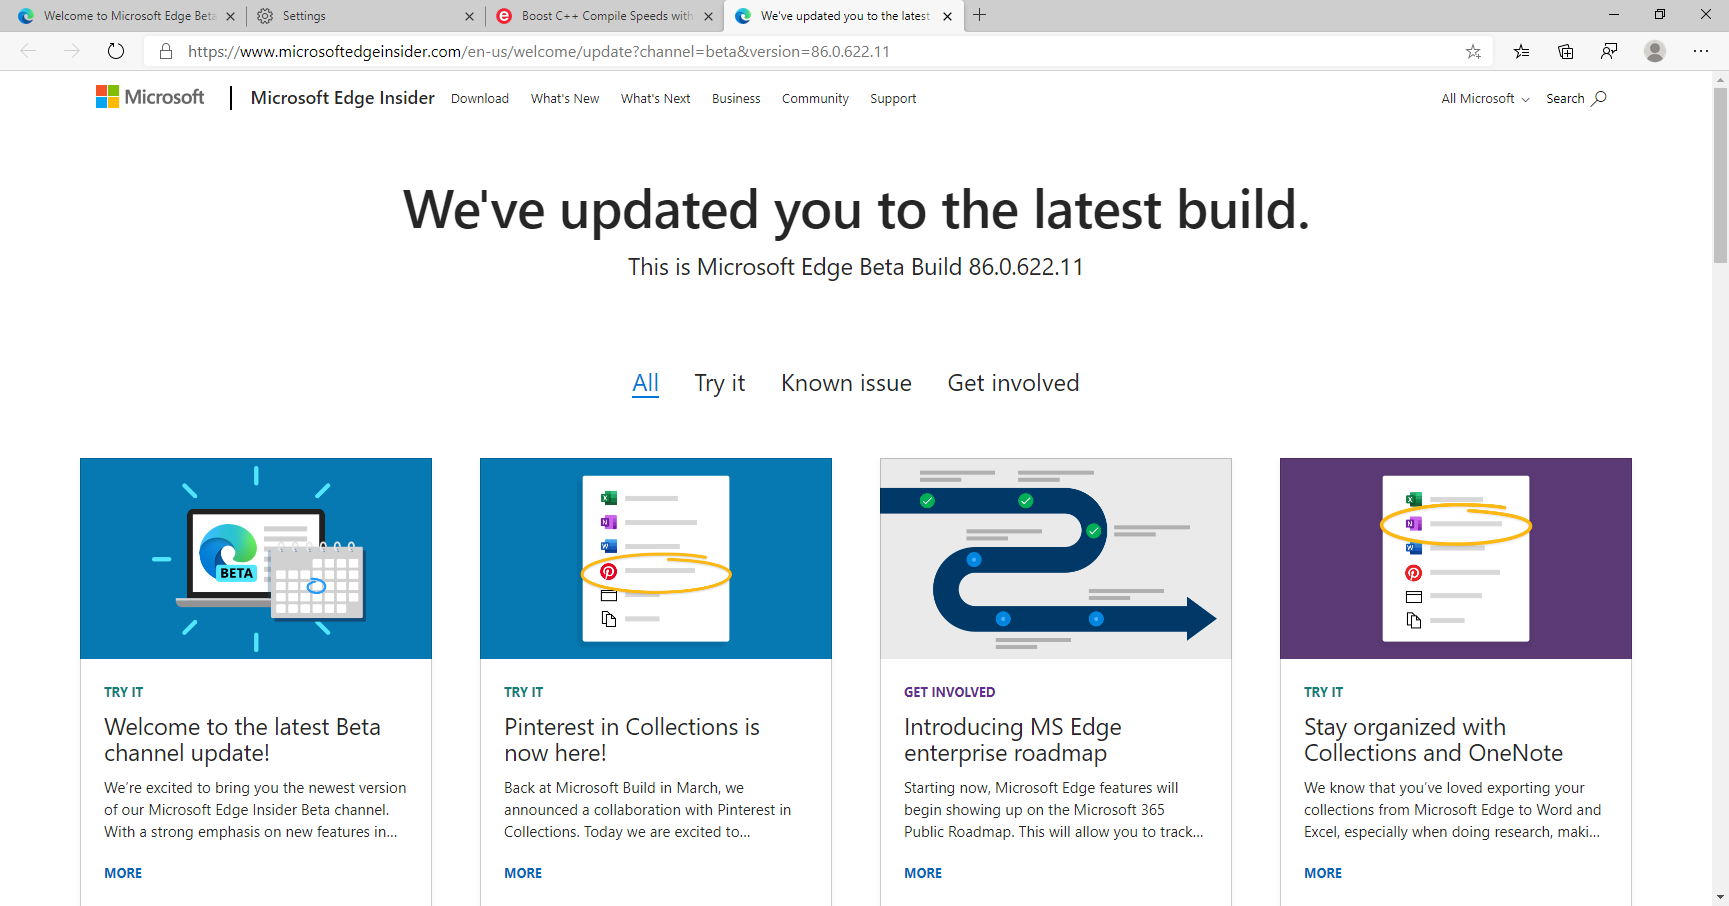 Welcome to Microsoft Edge Beta
Settings
Boost C++ Compile Speeds with
We've updated you to the latest
https://www.microsoftedgeinsider.com/en-us/welcome/update?channel=beta&version=86.0.622.11
Microsoft
Microsoft Edge Insider
Download
What's New
What's Next
Business
Community
Support
All Microsoft
Search
We've updated you to the latest build.
This is Microsoft Edge Beta Build 86.0.622.11
All
Try it
Known issue
Get involved
BETA
TRY IT
Welcome to the latest Beta
channel update!
We’re excited to bring you the newest version
of our Microsoft Edge Insider Beta channel.
With a strong emphasis on new features in...
MORE
TRY IT
Pinterest in Collections is
now here!
Back at Microsoft Build in March, we
announced a collaboration with Pinterest in
Collections. Today we are excited to...
MORE
GET INVOLVED
Introducing MS Edge
enterprise roadmap
Starting now, Microsoft Edge features will
begin showing up on the Microsoft 365
Public Roadmap. This will allow you to track...
MORE
TRY IT
Stay organized with
Collections and OneNote
We know that you’ve loved exporting your
collections from Microsoft Edge to Word and
Excel, especially when doing research, maki...
MORE